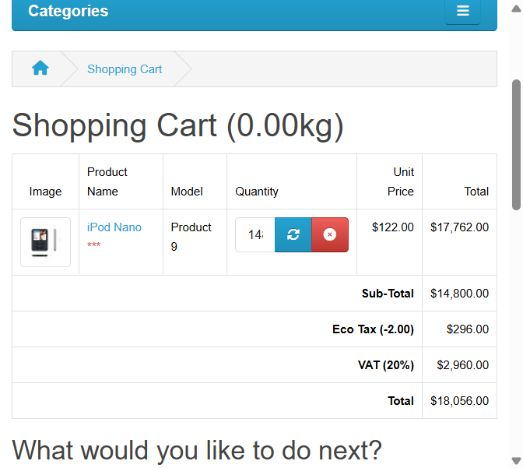 Categories
Shopping Cart
Shopping Cart (0.00kg)
Image Product Name Model Quantity Unit Price Total
iPod Nano *** Product 9 $122.00 $17,762.00
Sub-Total $14,800.00
Eco Tax (-2.00) $296.00
VAT (20%) $2,960.00
Total $18,056.00
What would you like to do next?